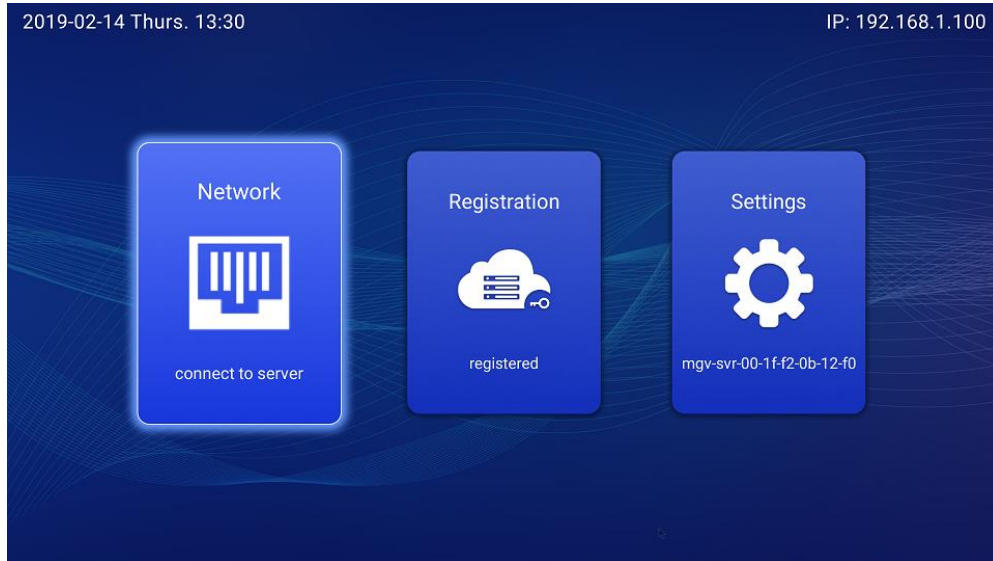 2019-02-14 Thurs. 13:30
IP: 192.168.1.100
Network
connect to server
Registration
registered
Settings
mgv-svr-00-1f-f2-0b-12-f0